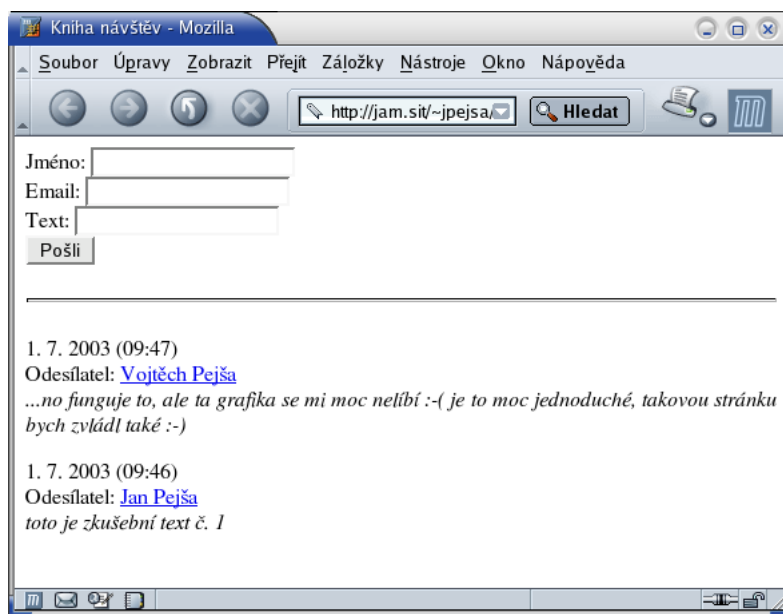 Kniha návštěv - Mozilla
Soubor Úpravy Zobrazit Přejít Záložky Nástroje Okno Nápověda
http://jam.sit/~jpejsa/ Hledat
Jméno:
Email:
Text:
Pošli
1. 7. 2003 (09:47)
Odesílatel: Vojtěch Pejša
...no funguje to, ale ta grafika se mi moc nelíbí :-( je to moc jednoduché, takovou stránku
bych zvládl také :-)
1. 7. 2003 (09:46)
Odesílatel: Jan Pejša
toto je zkušební text č. 1